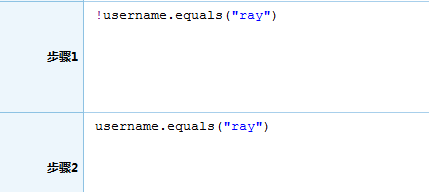 !username.equals("ray")
步骤1
username.equals("ray")
步骤2